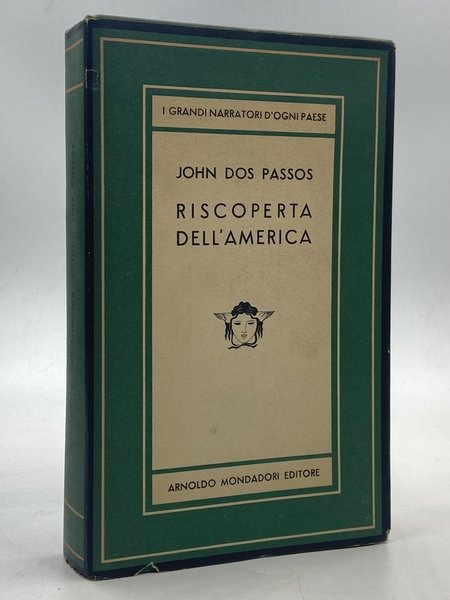 I GRANDI NARRATORI D'OGNI PAESE
JOHN DOS PASSOS
RISCOPERTA
DELL'AMERICA
ARNOLDO MONDADORI EDITORE